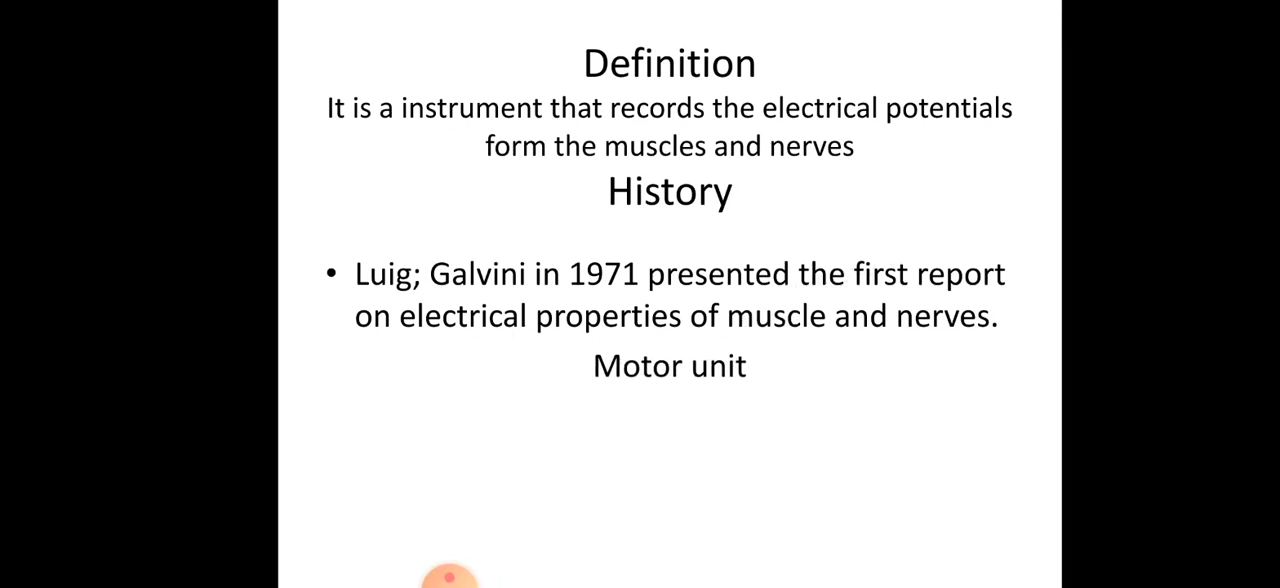 Definition
It is a instrument that records the electrical potentials
form the muscles and nerves
History
• Luig; Galvini in 1971 presented the first report
on electrical properties of muscle and nerves.
Motor unit